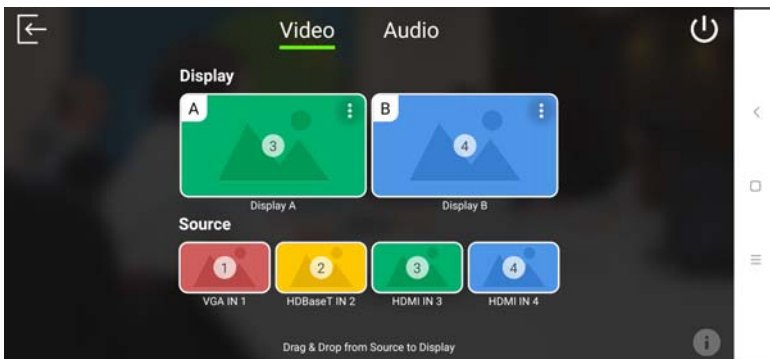 Video Audio
Display
A B
3 4
Display A Display B
Source
1 2 3 4
VGA IN 1 HDBaseT IN 2 HDMI IN 3 HDMI IN 4
Drag & Drop from Source to Display
i